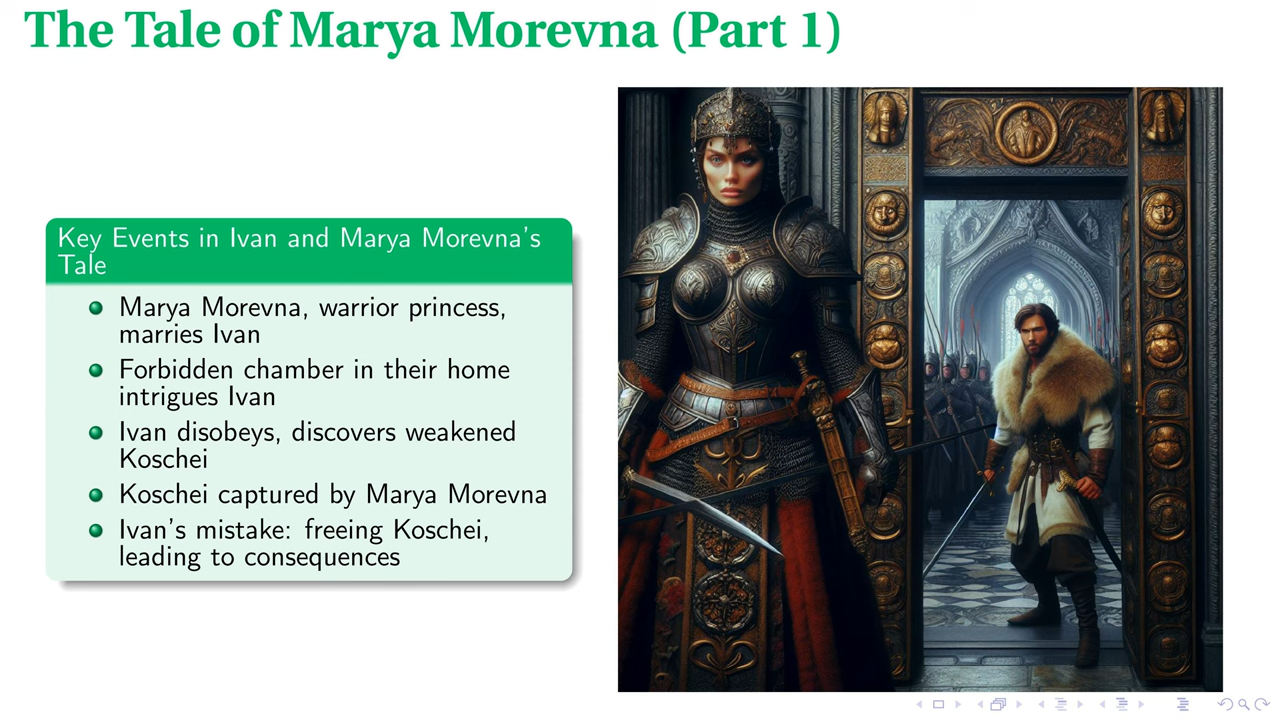 The Tale of Marya Morevna (Part 1)
Key Events in Ivan and Marya Morevna's
Tale
Marya Morevna, warrior princess,
marries Ivan
Forbidden chamber in their home
intrigues Ivan
Ivan disobeys, discovers weakened
Koschei
Koschei captured by Marya Morevna
Ivan's mistake: freeing Koschei,
leading to consequences